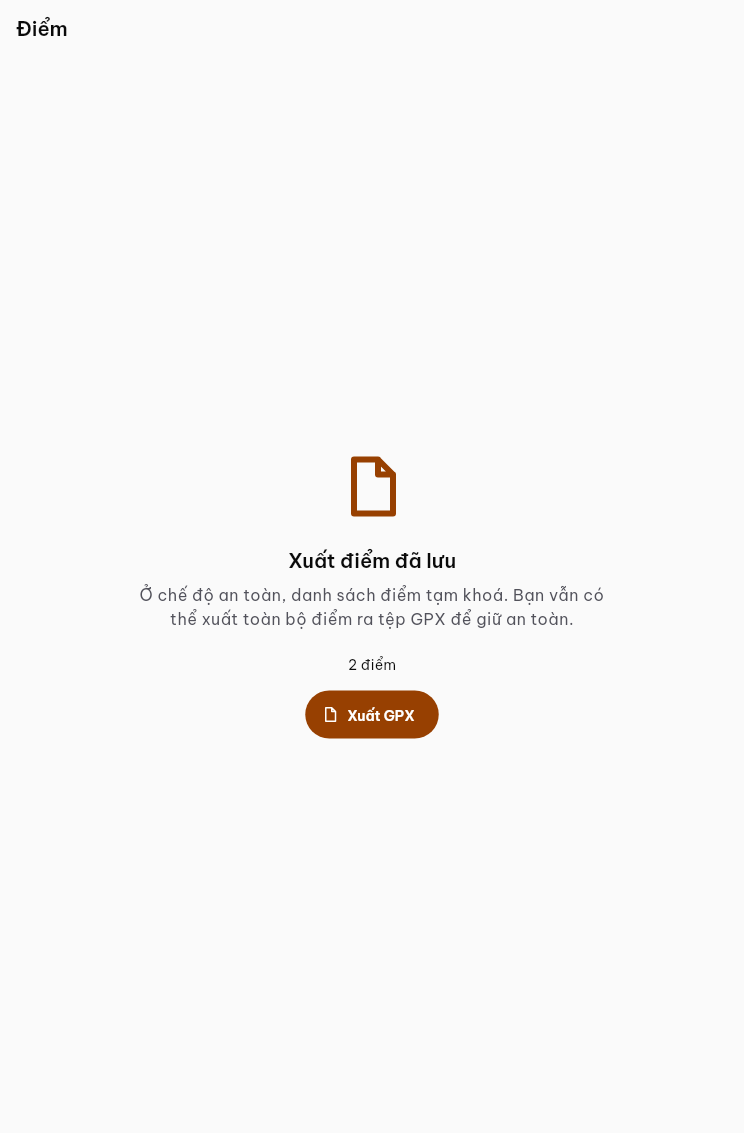 Điểm
Xuất điểm đã lưu
Ở chế độ an toàn, danh sách điểm tạm khoá. Bạn vẫn có
thể xuất toàn bộ điểm ra tệp GPX để giữ an toàn.
2 điểm
Xuất GPX